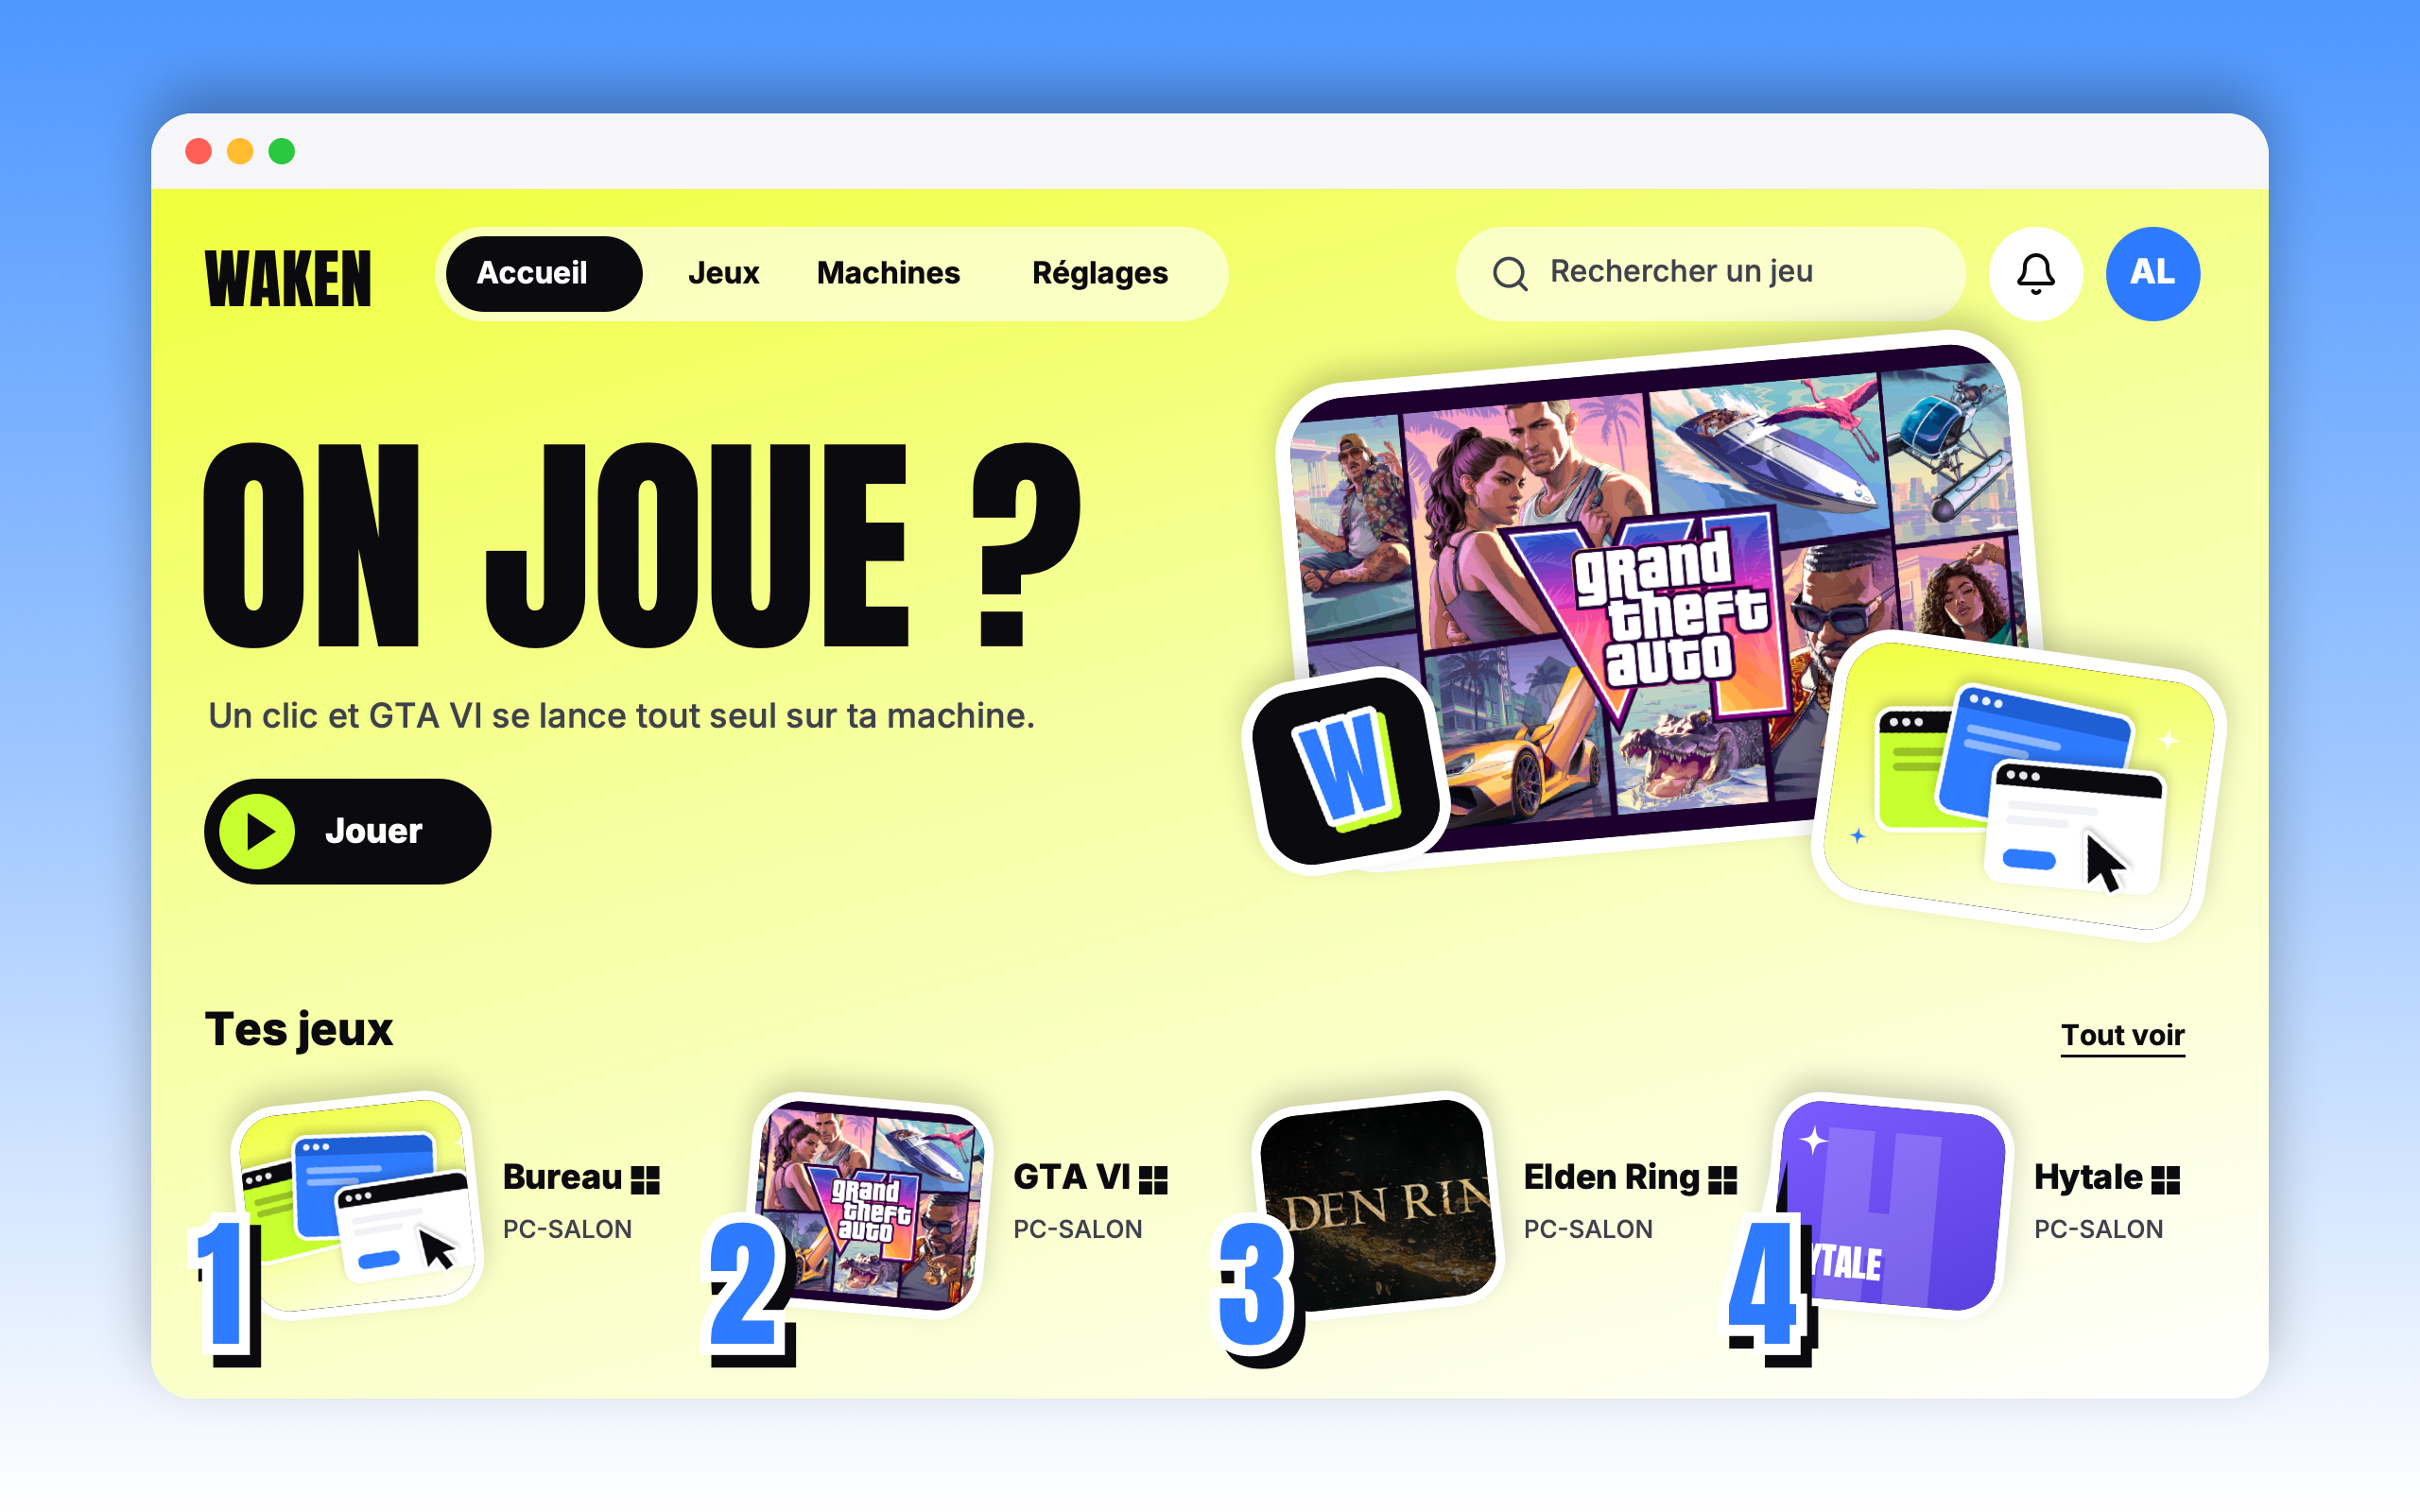 WAKEN
Accueil
Jeux
Machines
Réglages
Rechercher un jeu
AL
ON JOUE ?
Un clic et GTA VI se lance tout seul sur ta machine.
Jouer
VI
grand
theft
auto
W
Tes jeux
Tout voir
1
Bureau
PC-SALON
2
VI
grand
theft
auto
GTA VI
PC-SALON
3
DEN RIN
Elden Ring
PC-SALON
4
H
YTALE
Hytale
PC-SALON